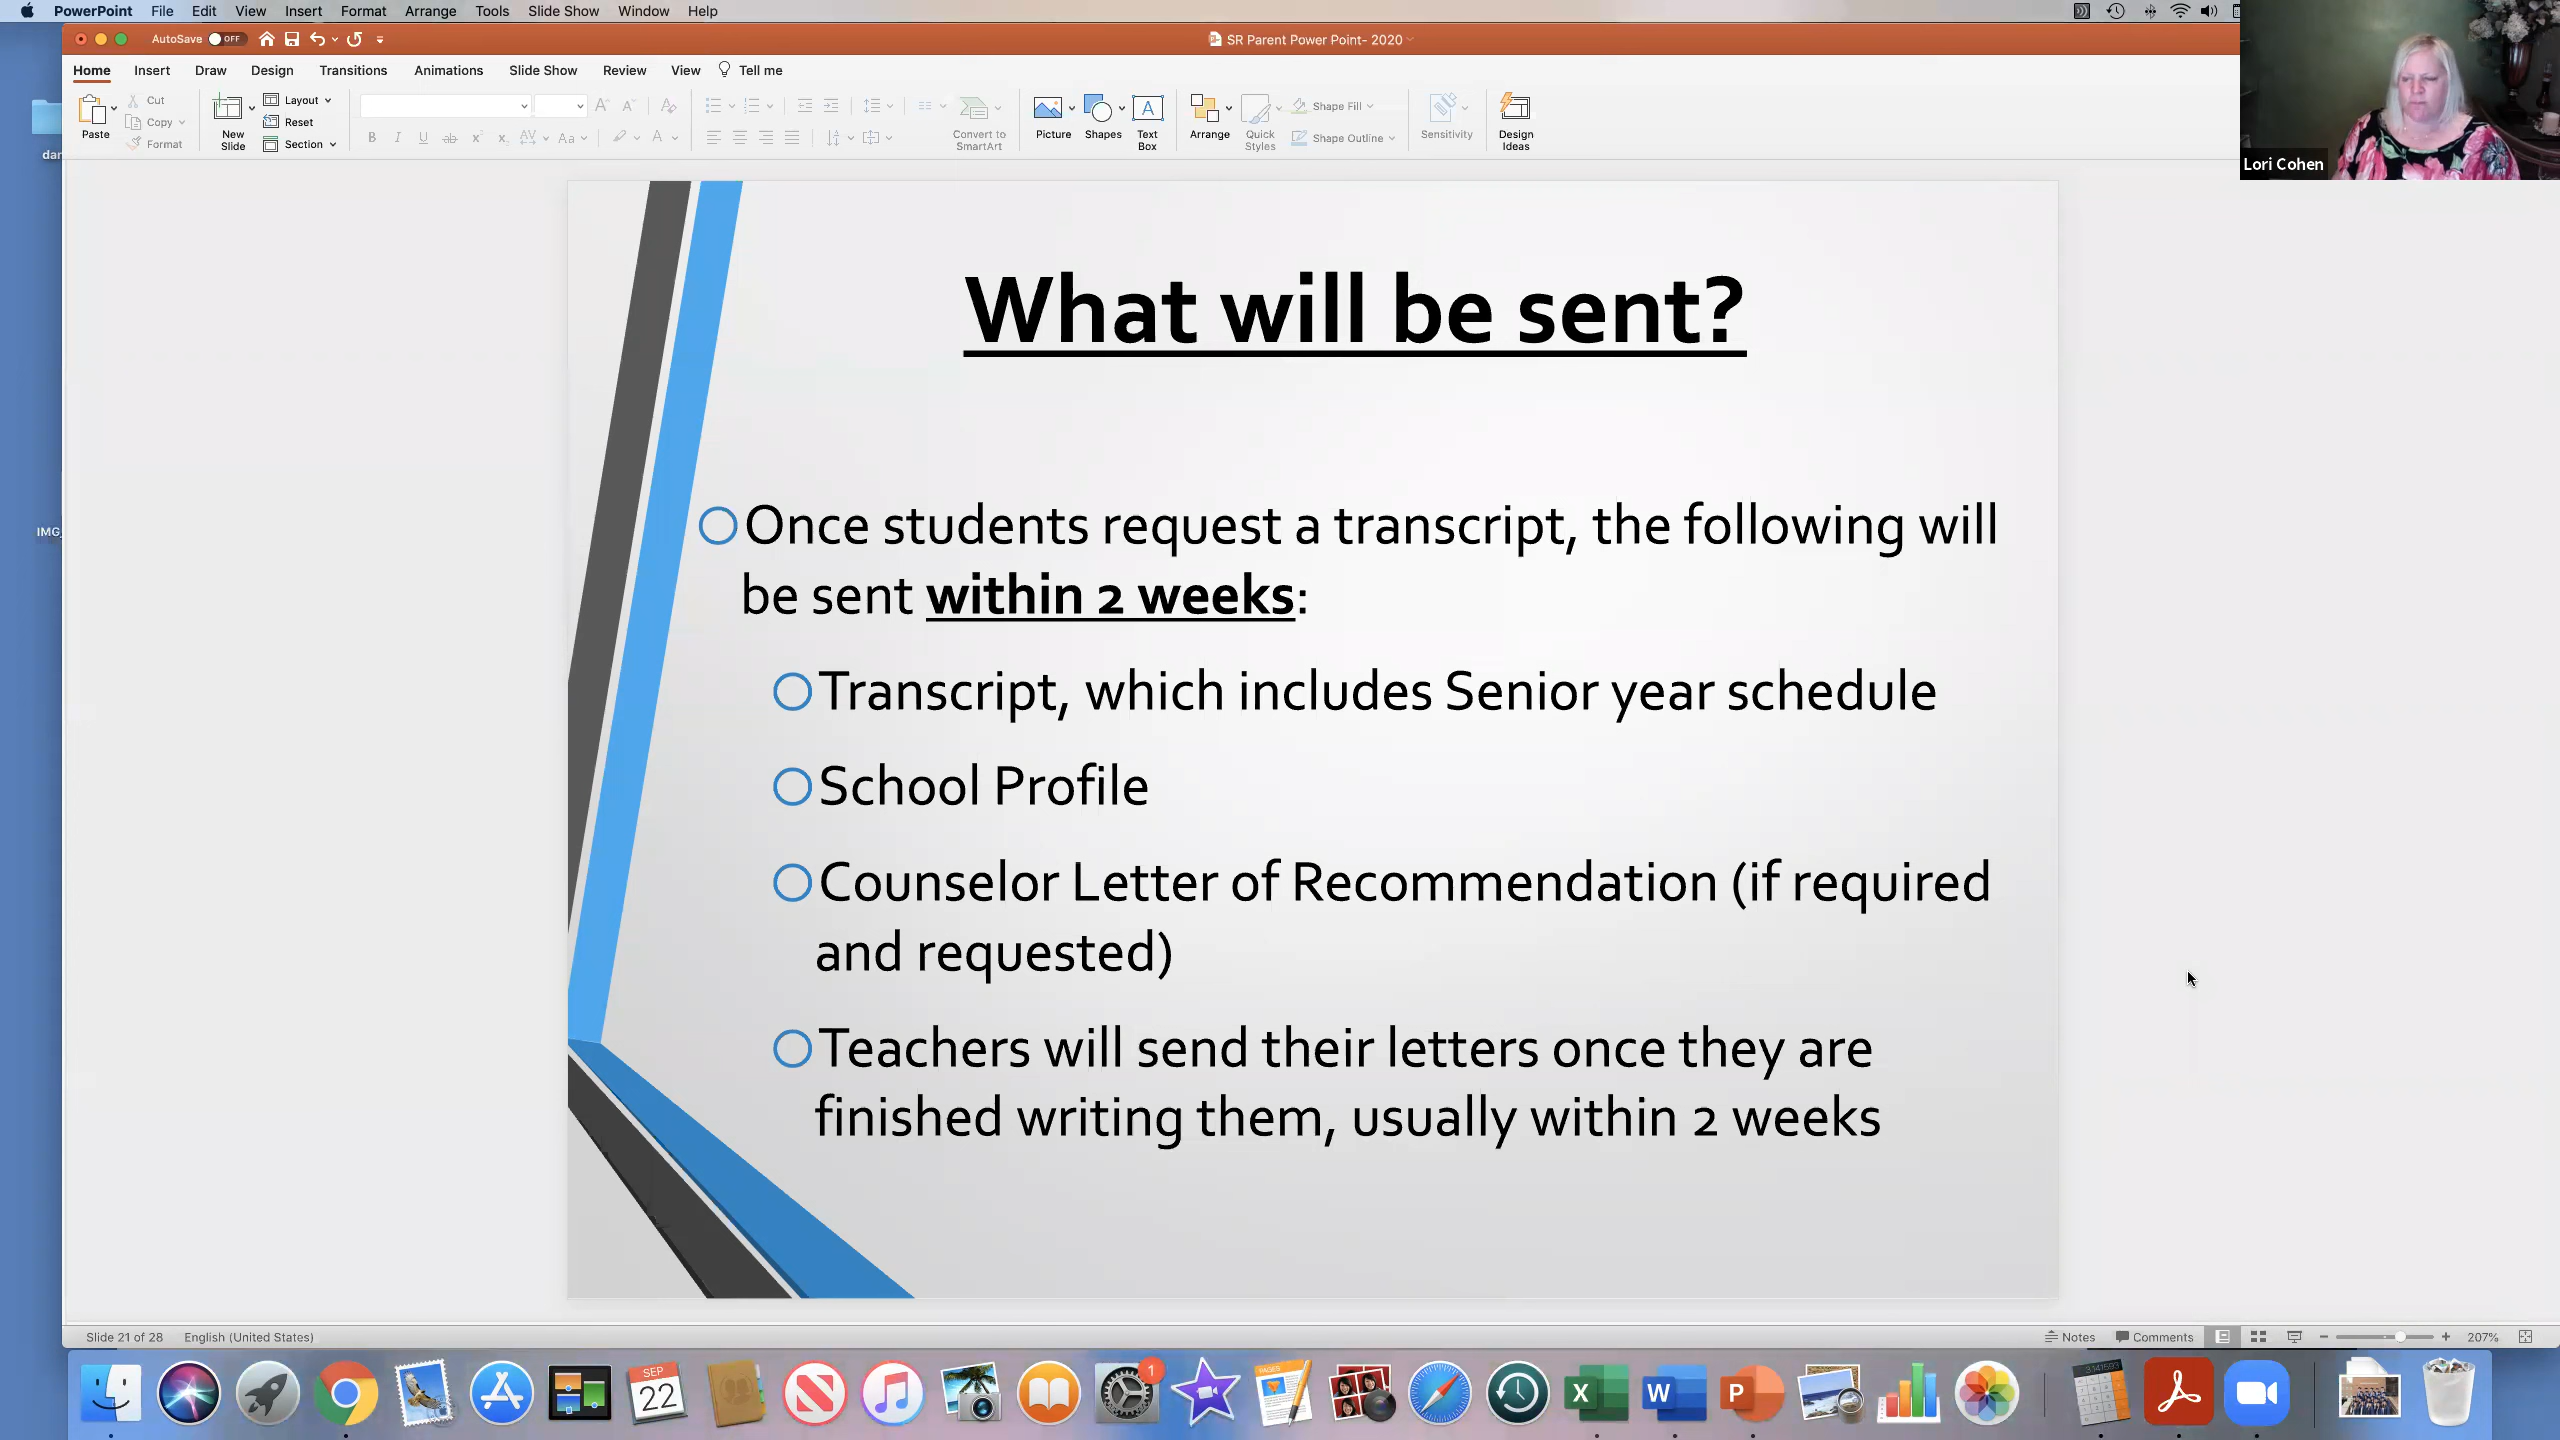 PowerPoint File Edit View Insert Format Arrange Tools Slide Show Window Help
AutoSave OFF
SR Parent Power Point- 2020
Home Insert Draw Design Transitions Animations Slide Show Review View Tell me
Paste
Cut
Copy
Format
New Slide
Layout
Reset
Section
B I U ab x x AV Aa A
Convert to SmartArt
Picture
Shapes
Text Box
Arrange
Quick Styles
Shape Fill
Shape Outline
Sensitivity
Design Ideas
Lori Cohen
IMG_
What will be sent?
Once students request a transcript, the following will
be sent within 2 weeks:
Transcript, which includes Senior year schedule
School Profile
Counselor Letter of Recommendation (if required
and requested)
Teachers will send their letters once they are
finished writing them, usually within 2 weeks
Slide 21 of 28 English (United States)
Notes Comments 207%
SEP
22
1
PAGES
X
W
P